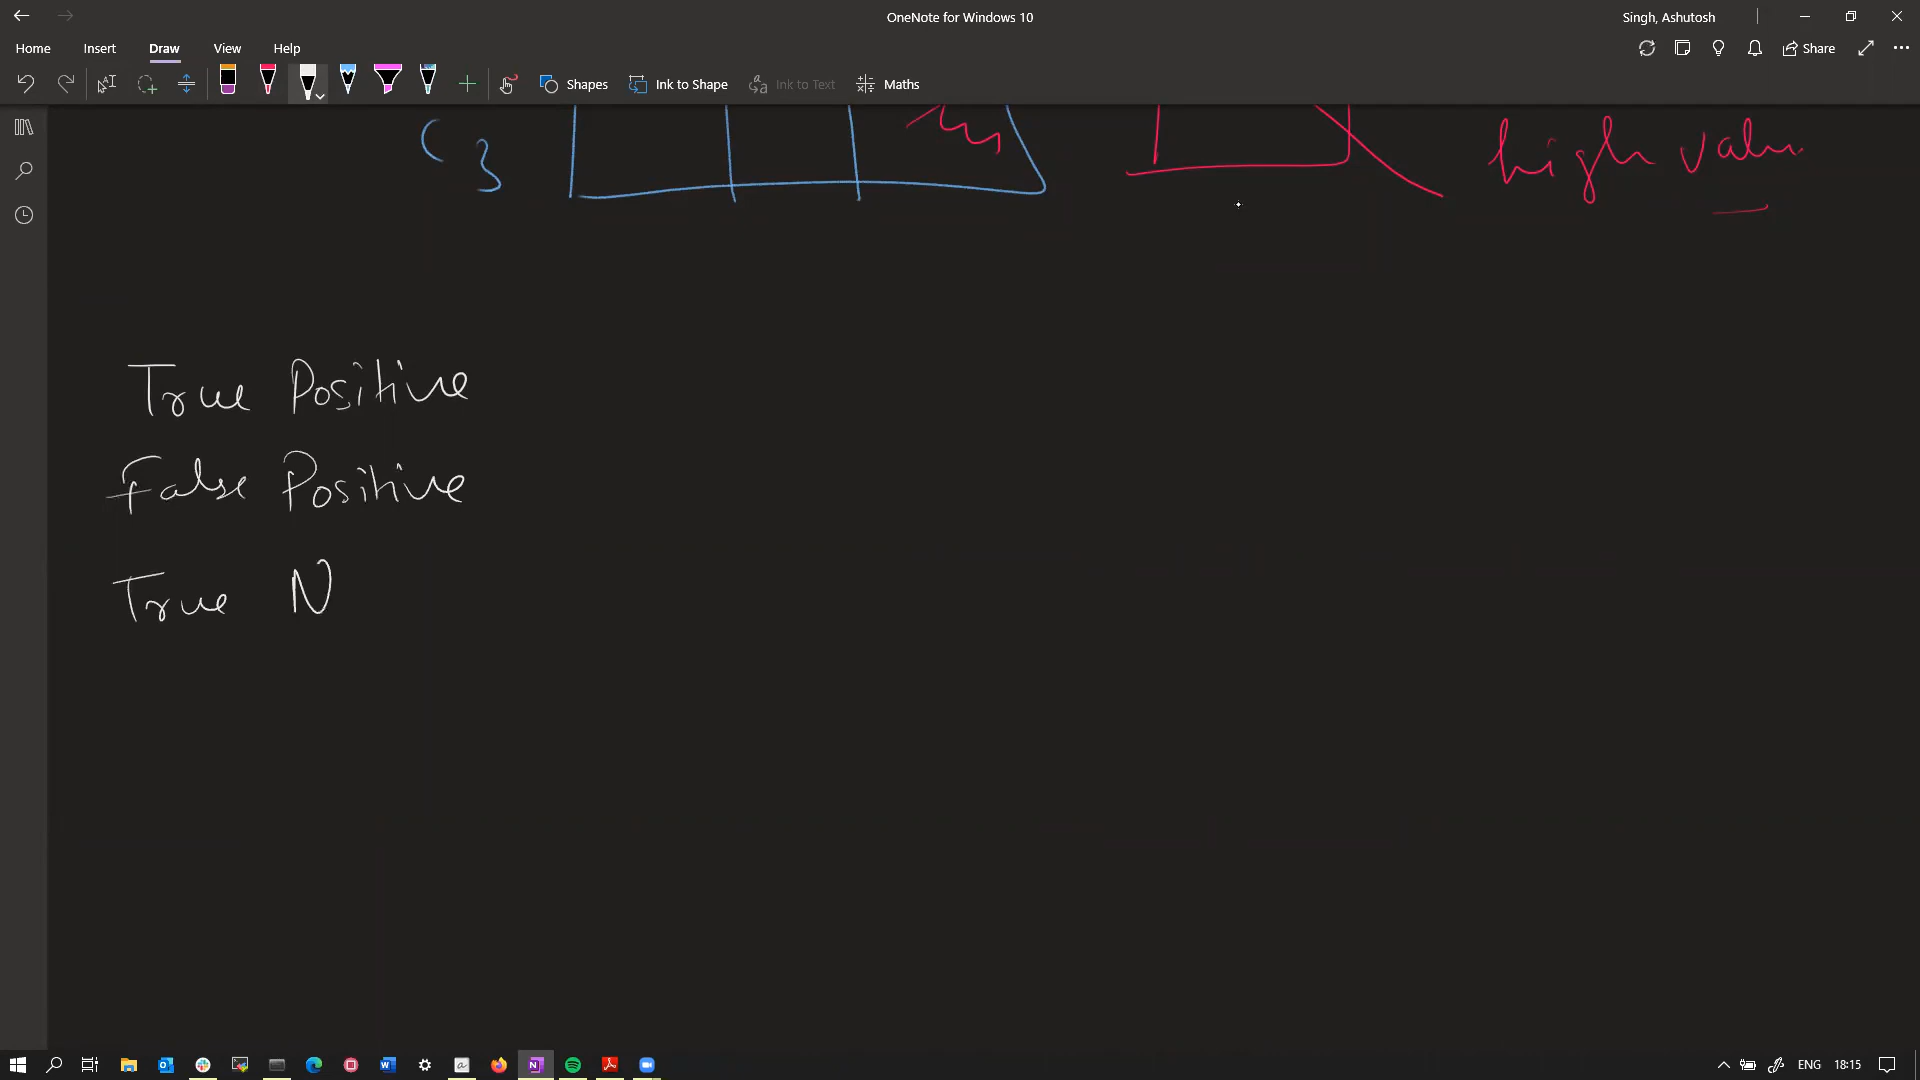 OneNote for Windows 10
Singh, Ashutosh
Home Insert Draw View Help
Share
Shapes Ink to Shape Ink to Text Maths
C3
high value
True Positive
False Positive
True N
ENG 18:15